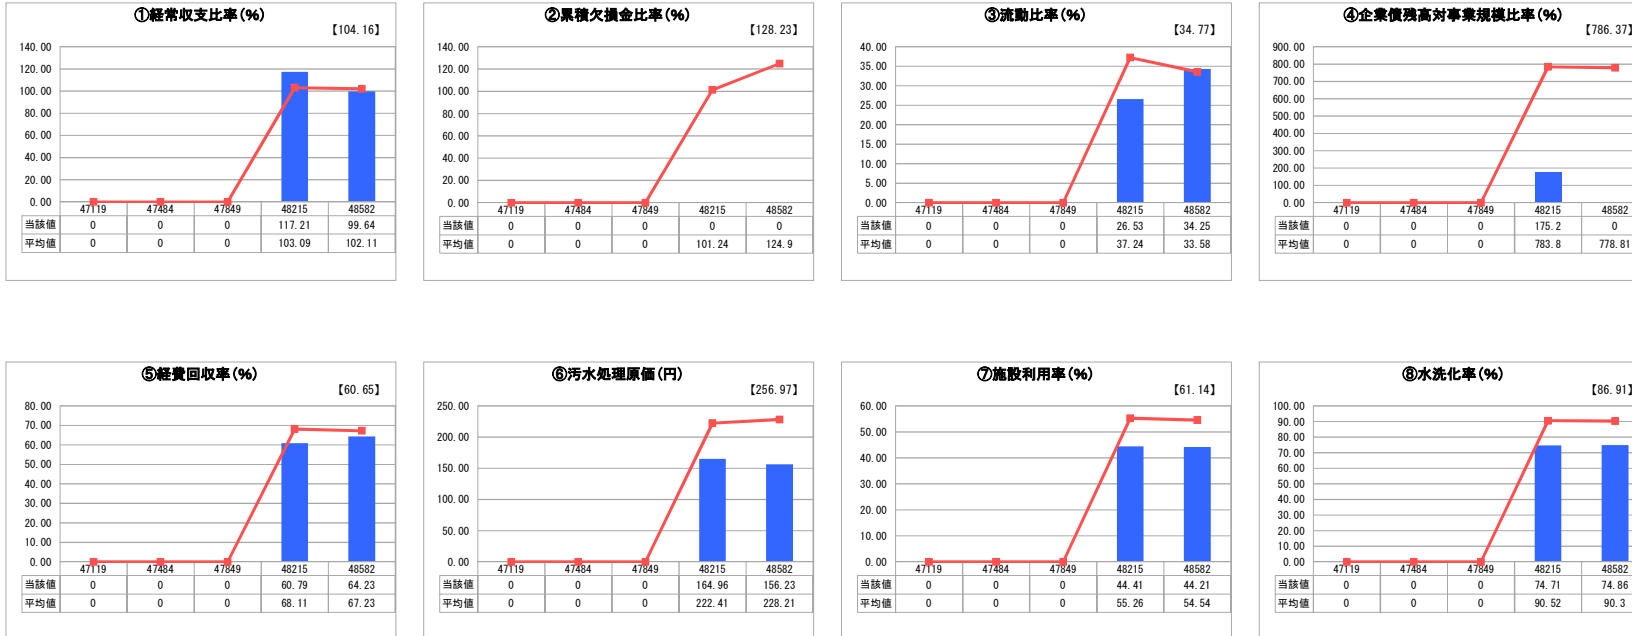 ①経常収支比率(%)
【104.16】
140.00
120.00
100.00
80.00
60.00
40.00
20.00
0.00
47119 47484 47849 48215 48582
当該値 0 0 0 117.21 99.64
平均値 0 0 0 103.09 102.11
②累積欠損金比率(%)
【128.23】
140.00
120.00
100.00
80.00
60.00
40.00
20.00
0.00
47119 47484 47849 48215 48582
当該値 0 0 0 0 0
平均値 0 0 0 101.24 124.9
③流動比率(%)
【34.77】
40.00
35.00
30.00
25.00
20.00
15.00
10.00
5.00
0.00
47119 47484 47849 48215 48582
当該値 0 0 0 26.53 34.25
平均値 0 0 0 37.24 33.58
④企業債残高対事業規模比率(%)
【786.37】
900.00
800.00
700.00
600.00
500.00
400.00
300.00
200.00
100.00
0.00
47119 47484 47849 48215 48582
当該値 0 0 0 175.2 0
平均値 0 0 0 783.8 778.81
⑤経費回収率(%)
【60.65】
80.00
70.00
60.00
50.00
40.00
30.00
20.00
10.00
0.00
47119 47484 47849 48215 48582
当該値 0 0 0 60.79 64.23
平均値 0 0 0 68.11 67.23
⑥汚水処理原価(円)
【256.97】
250.00
200.00
150.00
100.00
50.00
0.00
47119 47484 47849 48215 48582
当該値 0 0 0 164.96 156.23
平均値 0 0 0 222.41 228.21
⑦施設利用率(%)
【61.14】
60.00
50.00
40.00
30.00
20.00
10.00
0.00
47119 47484 47849 48215 48582
当該値 0 0 0 44.41 44.21
平均値 0 0 0 55.26 54.54
⑧水洗化率(%)
【86.91】
100.00
90.00
80.00
70.00
60.00
50.00
40.00
30.00
20.00
10.00
0.00
47119 47484 47849 48215 48582
当該値 0 0 0 74.71 74.86
平均値 0 0 0 90.52 90.3